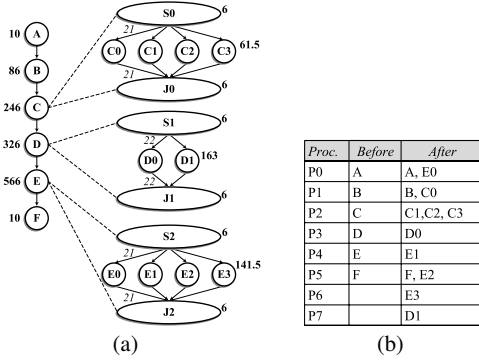 10 A
86 B
246 C
326 D
566 E
10 F
S0 6
21
C0 C1 C2 C3 61.5
21
J0 6
S1 6
22
D0 D1 163
22
J1 6
S2 6
21
E0 E1 E2 E3 141.5
21
J2 6
(a)
Proc. Before After
P0 A A, E0
P1 B B, C0
P2 C C1,C2, C3
P3 D D0
P4 E E1
P5 F F, E2
P6 E3
P7 D1
(b)